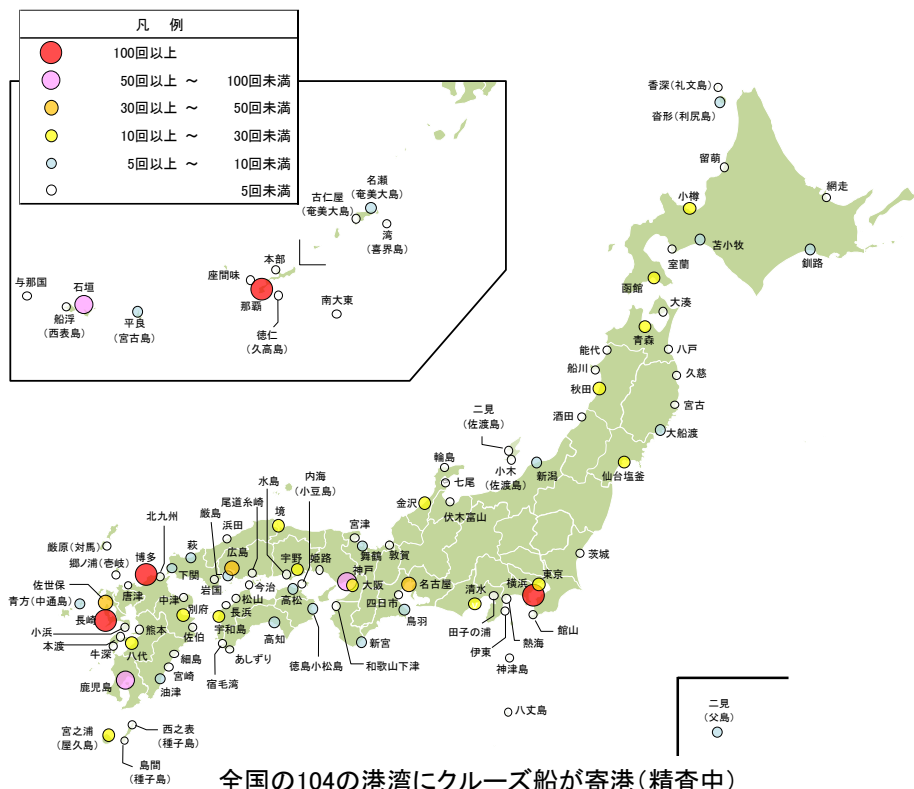 凡 例
100回以上
50回以上 ～ 100回未満
30回以上 ～ 50回未満
10回以上 ～ 30回未満
5回以上 ～ 10回未満
5回未満
香深(礼文島)
沓形(利尻島)
留萌
網走
小樽
苫小牧
室蘭
釧路
函館
名瀬
(奄美大島)
古仁屋
(奄美大島)
湾
(喜界島)
本部
座間味
那覇
徳仁
(久高島)
南大東
与那国
石垣
船浮
(西表島)
平良
(宮古島)
大湊
青森
八戸
能代
船川
久慈
秋田
宮古
酒田
大船渡
二見
(佐渡島)
小木
(佐渡島)
新潟
仙台塩釜
輪島
七尾
金沢
伏木富山
茨城
水島
内海
(小豆島)
尾道糸崎
厳島
浜田
境
宮津
舞鶴
敦賀
北九州
萩
広島
宇野
姫路
厳原(対馬)
郷ノ浦(壱岐)
博多
下関
岩国
今治
高松
神戸
大阪
名古屋
四日市
鳥羽
清水
横浜
東京
佐世保
青方(中通島)
唐津
中津
別府
松山
長浜
長崎
小浜
熊本
佐伯
宇和島
高知
新宮
田子の浦
熱海
館山
伊東
本渡
牛深
八代
細島
あしずり
徳島小松島
和歌山下津
神津島
宮崎
宿毛湾
鹿児島
油津
八丈島
二見
(父島)
宮之浦
(屋久島)
西之表
(種子島)
島間
(種子島)
全国の104の港湾にクルーズ船が寄港(精査中)